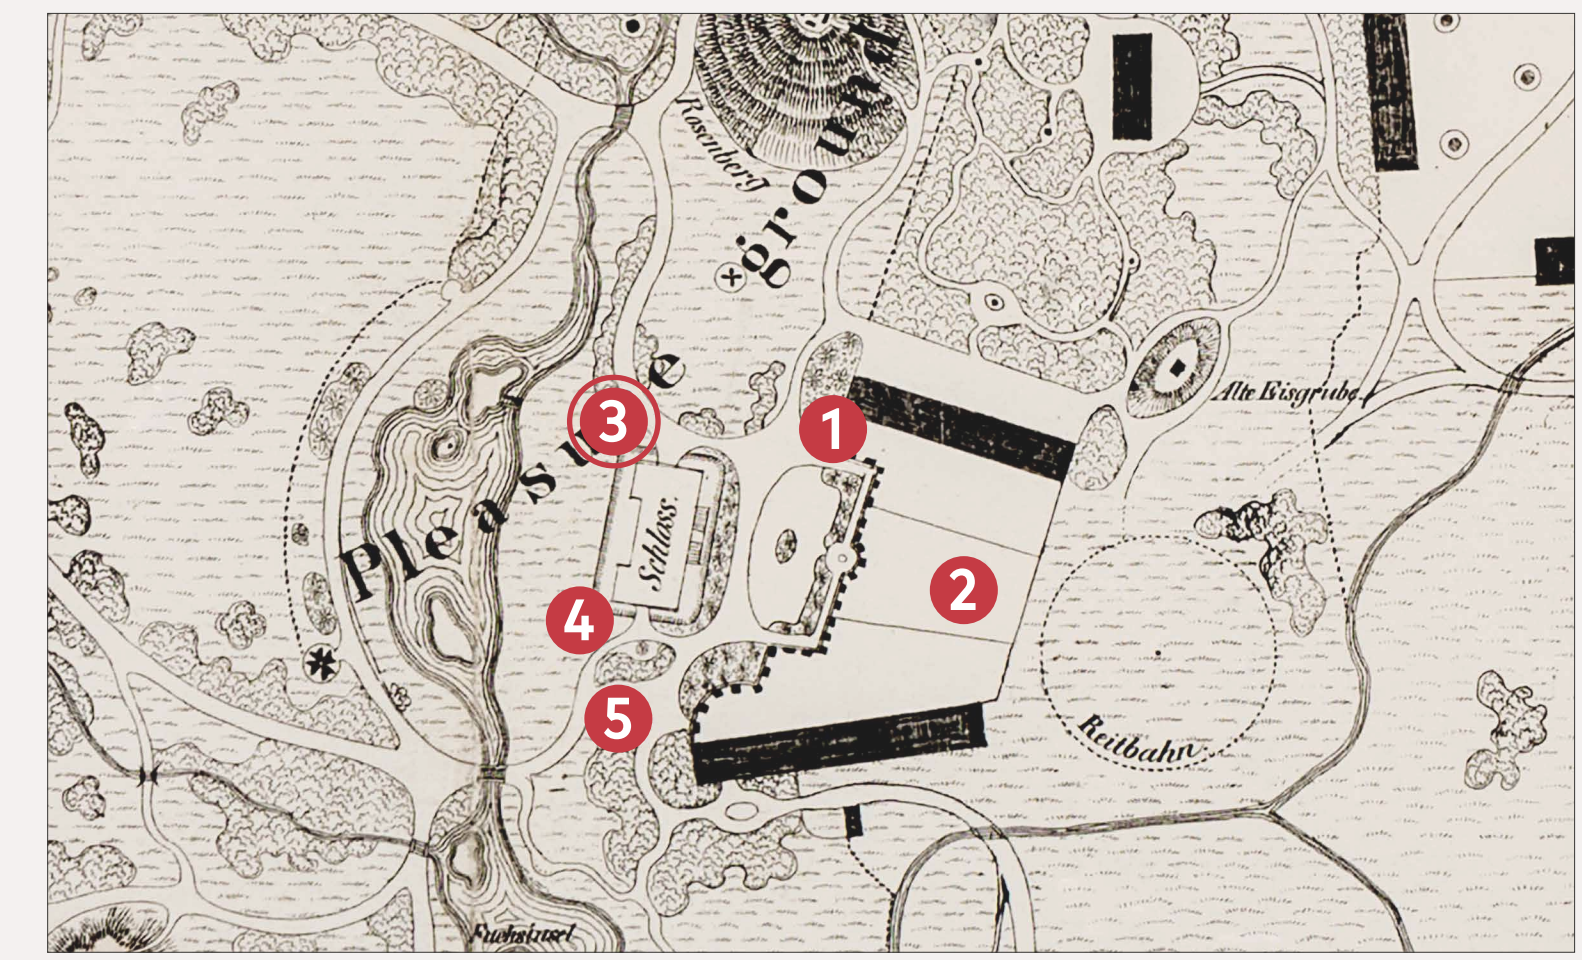 Rosenberg
Pleasure
ground
1
3
Alte Eisgrube.
Schloss.
2
4
5
Reitbahn.
Fuchsinsel